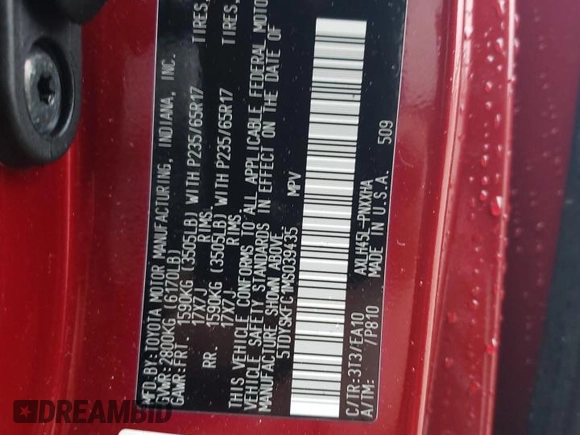 MFD.BY:TOYOTA MOTOR MANUFACTURING, INDIANA, INC.
GVWR: 2800KG (6170LB)
GAWR:FRT. 1590KG (3505LB) WITH P235/65R17 TIRES,
17X7J RIMS,
RR. 1590KG (3505LB) WITH P235/65R17 TIRES,
17X7J RIMS,
THIS VEHICLE CONFORMS TO ALL APPLICABLE FEDERAL MOTO
VEHICLE SAFETY STANDARDS IN EFFECT ON THE DATE OF
MANUFACTURE SHOWN ABOVE.
5TDYSKFC1MS039435 MPV
C/TR:3T3/EA10 AXLH45L-PNXXHA
A/TM: /P810 MADE IN U.S.A. 509
DREAMBID